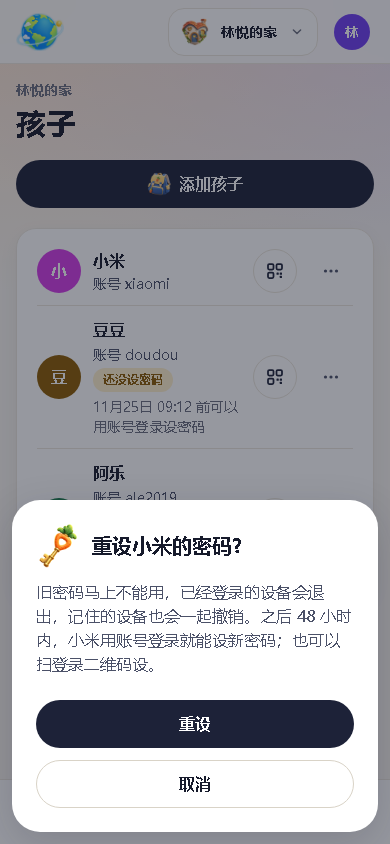 林悦的家
林
林悦的家
孩子
添加孩子
小
小米
账号 xiaomi
豆豆
账号 doudou
豆
还没设密码
11月25日 09:12 前可以
用账号登录设密码
阿乐
账号 ale2019
重设小米的密码?
旧密码马上不能用，已经登录的设备会退
出，记住的设备也会一起撤销。之后 48 小时
内，小米用账号登录就能设新密码；也可以
扫登录二维码设。
重设
取消